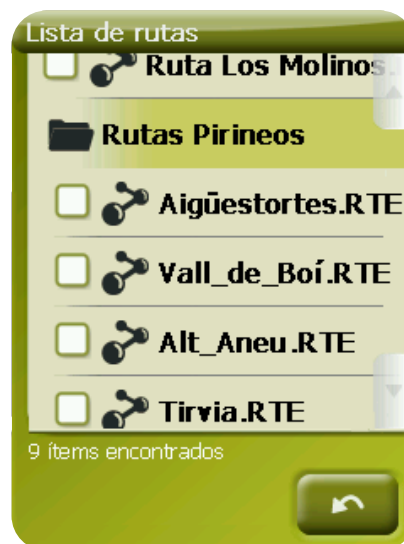 Lista de rutas
Ruta Los Molinos.
Rutas Pirineos
Aigüestortes.RTE
Vall_de_Boí.RTE
Alt_Aneu.RTE
Tirvia.RTE
9 ítems encontrados